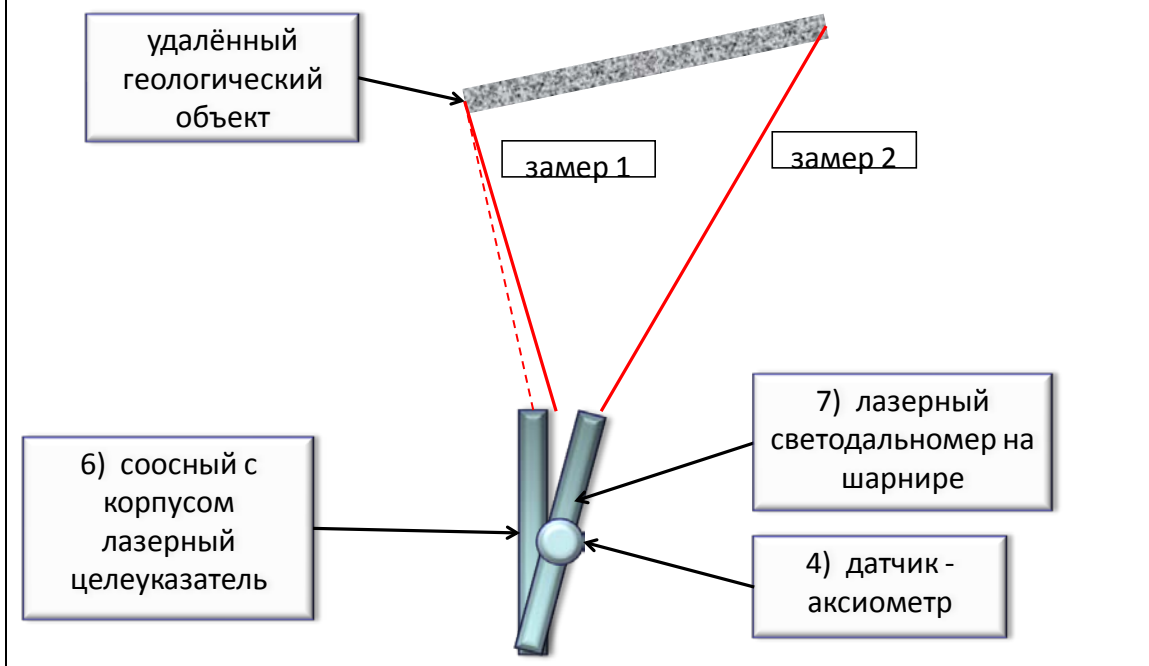 удалённый
геологический
объект
замер 1
замер 2
7) лазерный
светодальномер на
шарнире
6) соосный с
корпусом
лазерный
целеуказатель
4) датчик -
аксиометр